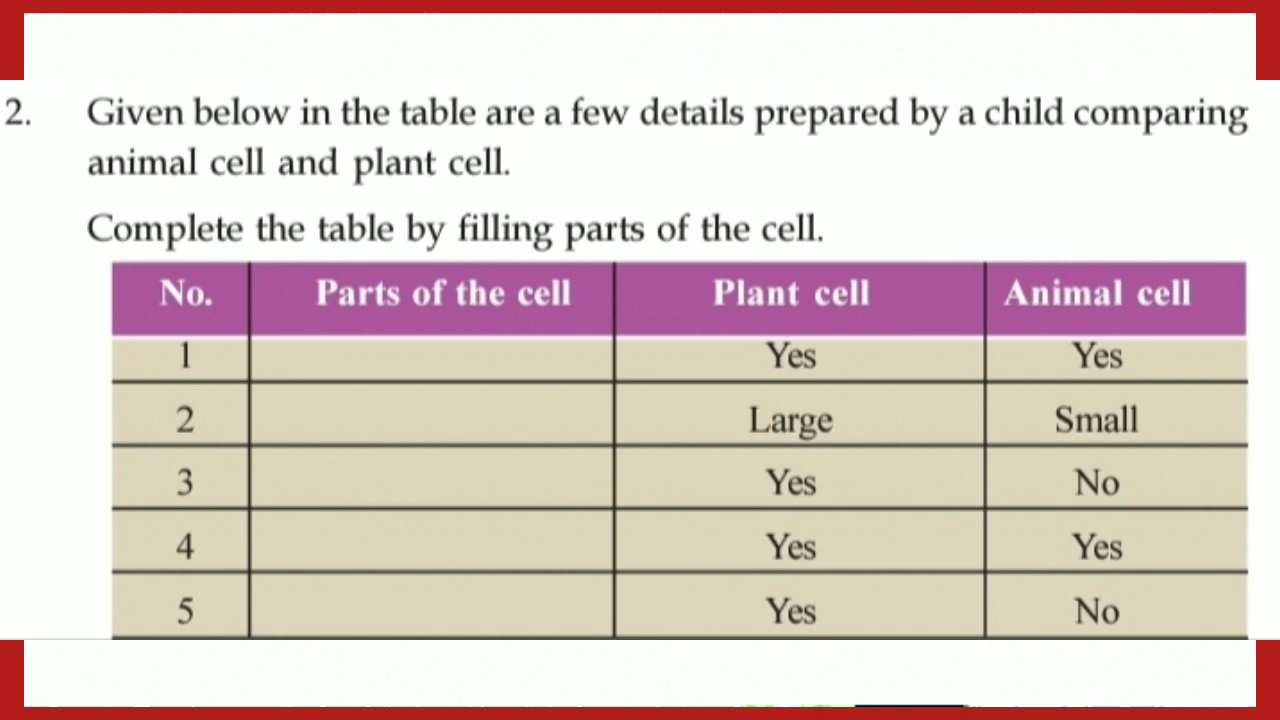 2. Given below in the table are a few details prepared by a child comparing
animal cell and plant cell.
Complete the table by filling parts of the cell.
No. Parts of the cell Plant cell Animal cell
1 Yes Yes
2 Large Small
3 Yes No
4 Yes Yes
5 Yes No